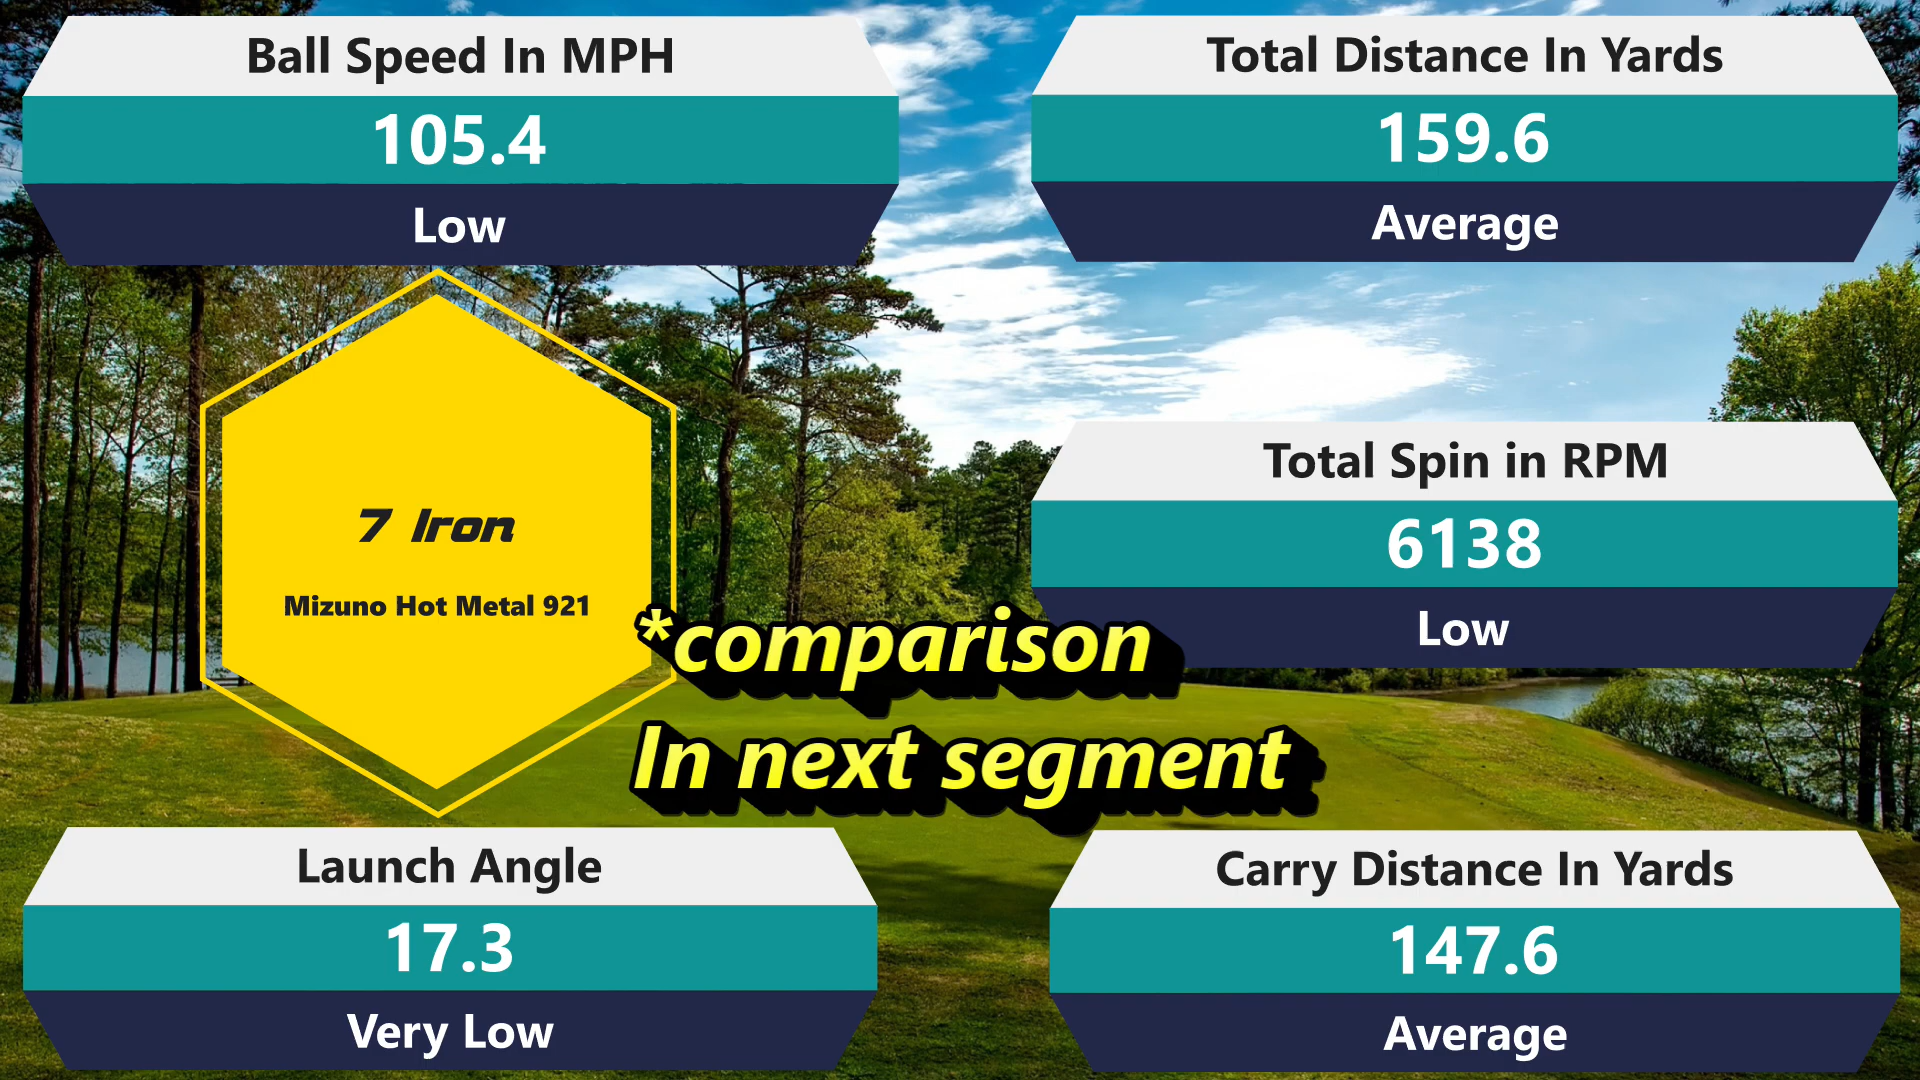 Ball Speed In MPH
105.4
Low
Total Distance In Yards
159.6
Average
7 Iron
Mizuno Hot Metal 921
Total Spin in RPM
6138
Low
*comparison
In next segment
Launch Angle
17.3
Very Low
Carry Distance In Yards
147.6
Average